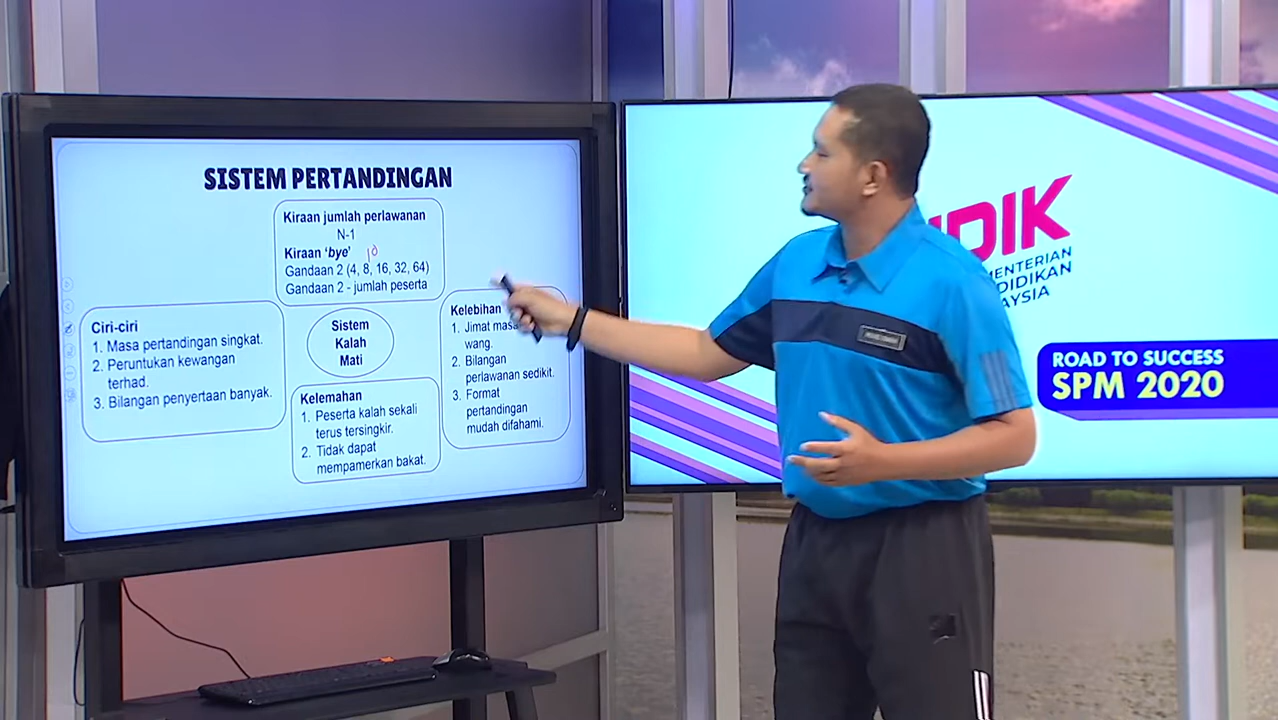 SISTEM PERTANDINGAN
Kiraan jumlah perlawanan
N-1
Kiraan 'bye'
Gandaan 2 (4, 8, 16, 32, 64)
Gandaan 2 - jumlah peserta
Ciri-ciri
1. Masa pertandingan singkat.
2. Peruntukan kewangan
terhad.
3. Bilangan penyertaan banyak.
Sistem
Kalah
Mati
Kelemahan
1. Peserta kalah sekali
terus tersingkir.
2. Tidak dapat
mempamerkan bakat.
Kelebihan
1. Jimat masa
wang.
2. Bilangan
perlawanan sedikit.
3. Format
pertandingan
mudah difahami.
DIK
MENTERIAN
DIDIKAN
AYSIA
ROAD TO SUCCESS
SPM 2020